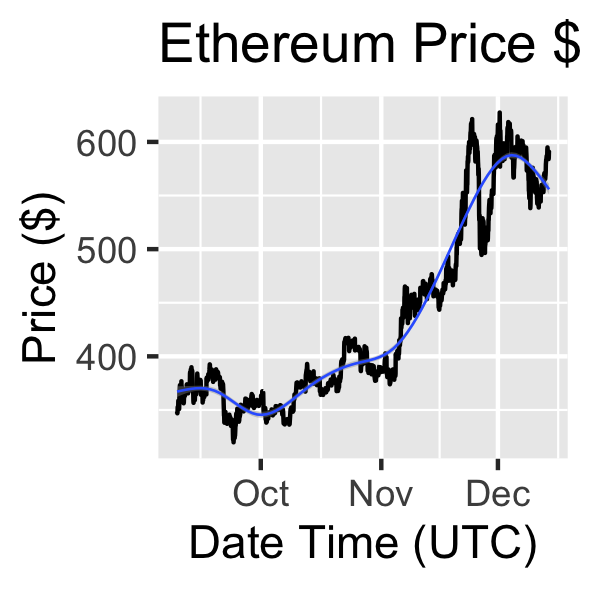 Ethereum Price $
Price ($)
600
500
400
Oct Nov Dec
Date Time (UTC)